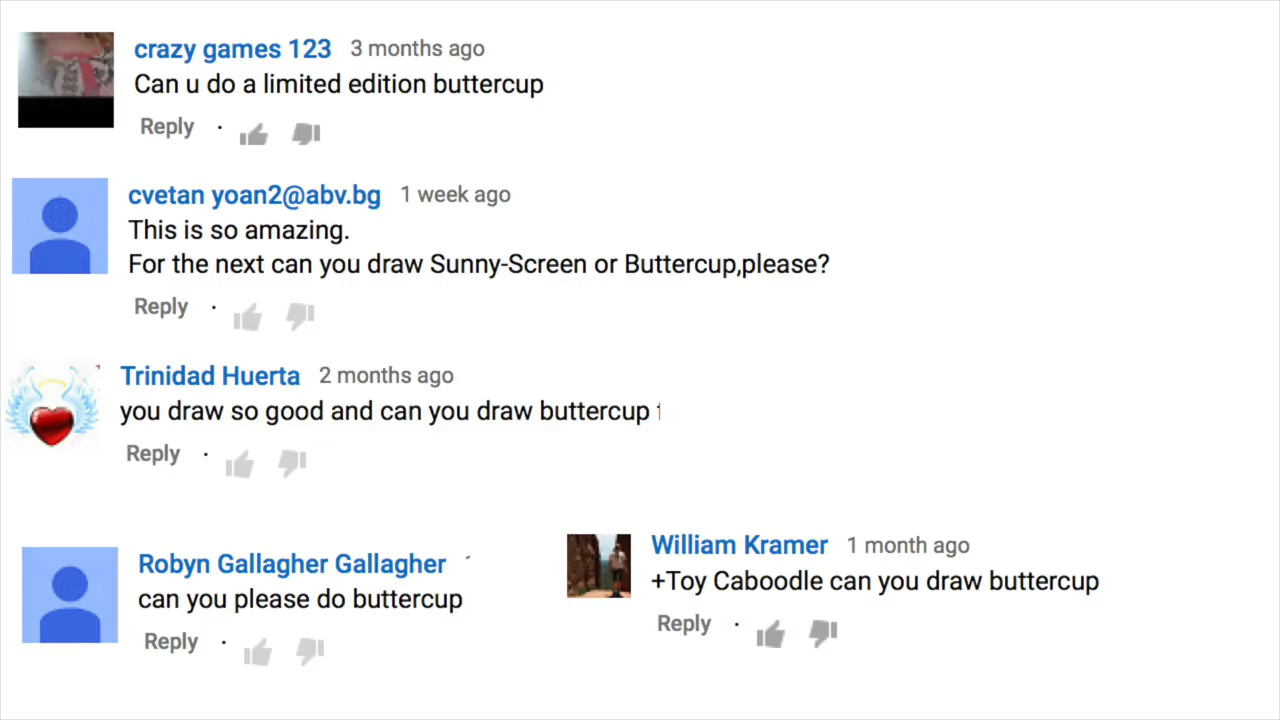 crazy games 123 3 months ago
Can u do a limited edition buttercup
Reply ·
cvetan yoan2@abv.bg 1 week ago
This is so amazing.
For the next can you draw Sunny-Screen or Buttercup,please?
Reply ·
Trinidad Huerta 2 months ago
you draw so good and can you draw buttercup
Reply ·
Robyn Gallagher Gallagher
can you please do buttercup
Reply ·
William Kramer 1 month ago
+Toy Caboodle can you draw buttercup
Reply ·